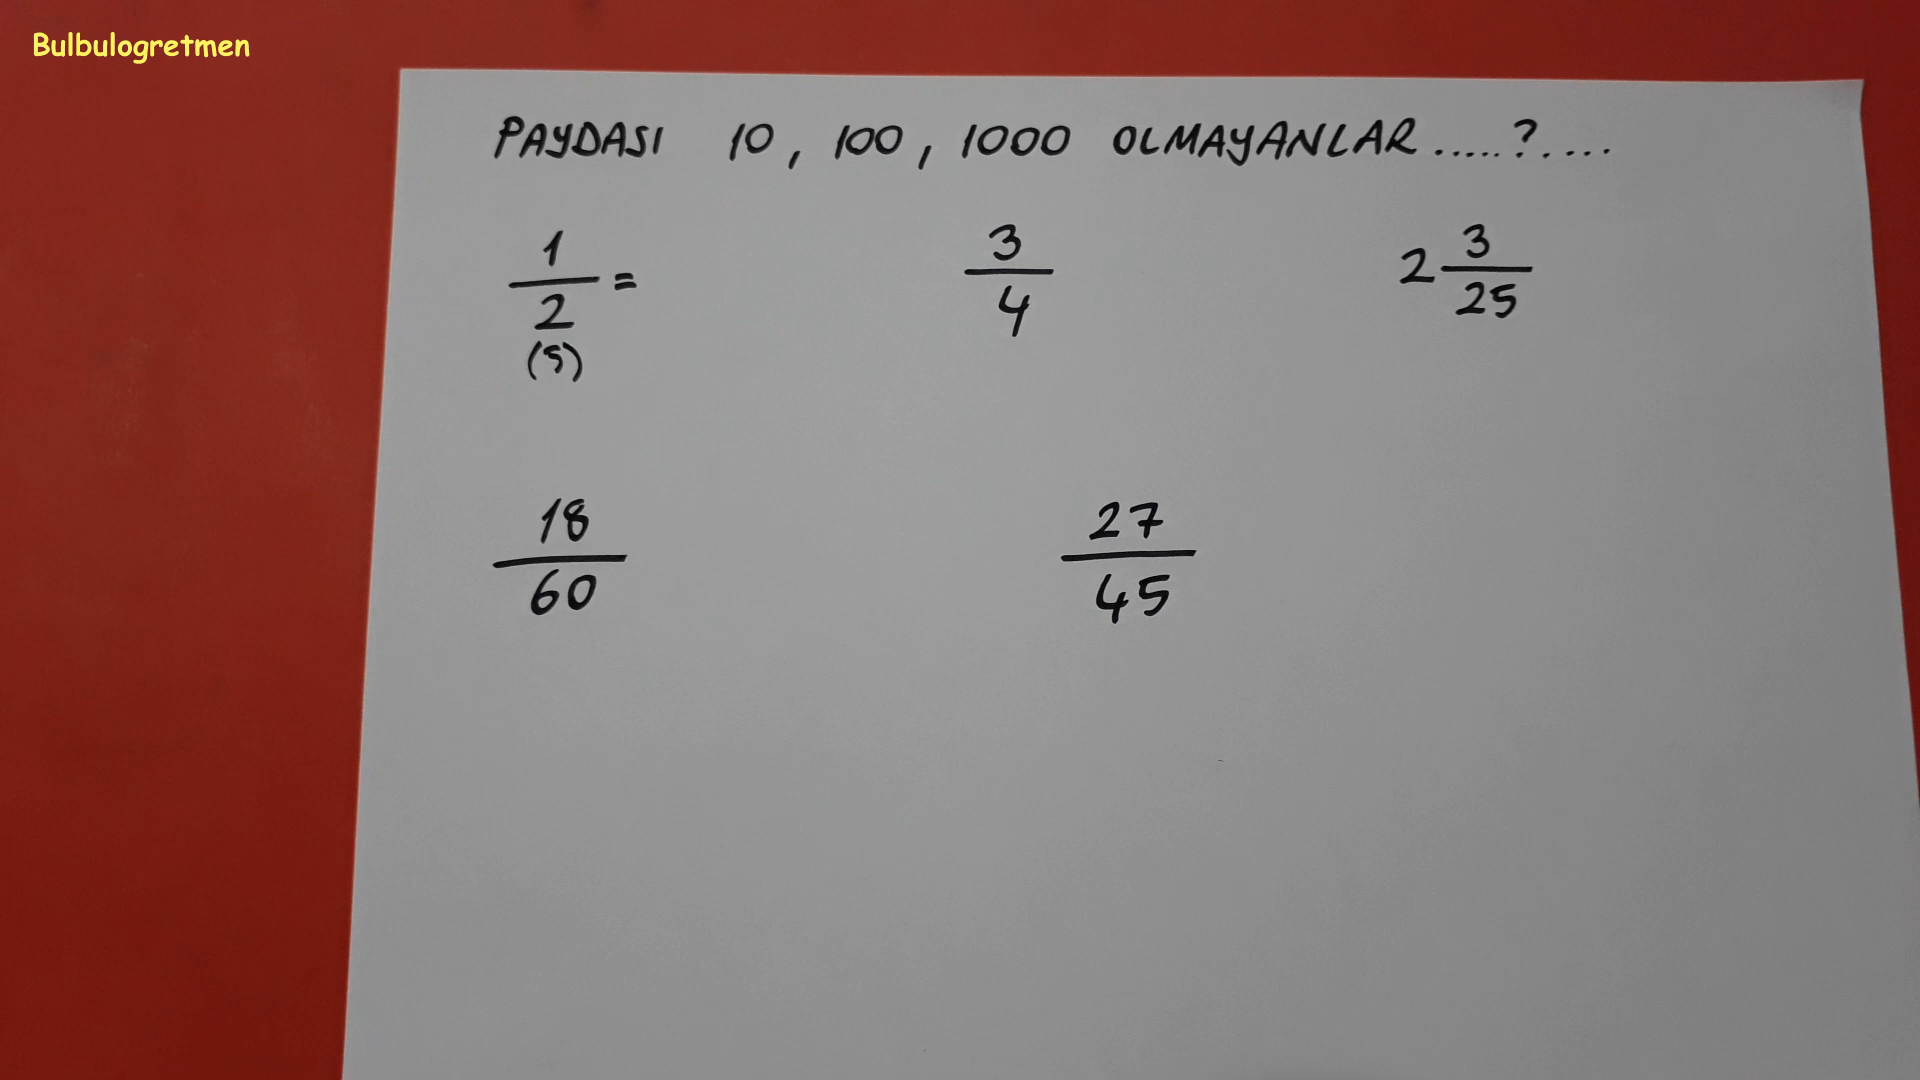 Bulbulogretmen
PAYDASI 10, 100, 1000 OLMAYANLAR.....?....
1/2 = 3/4 2 3/25
(5)
18/60 27/45